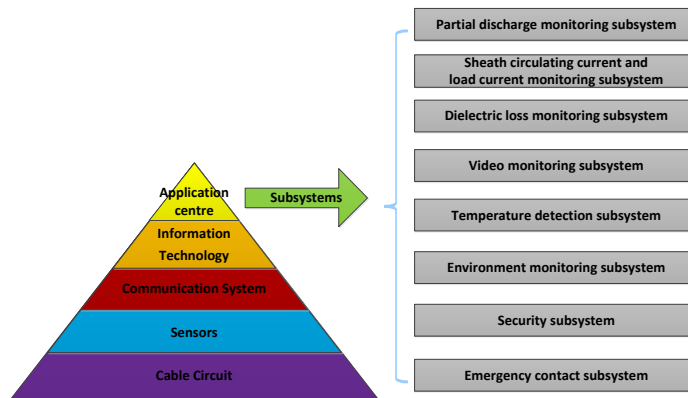 Application
centre
Information
Technology
Communication System
Sensors
Cable Circuit
Subsystems
Partial discharge monitoring subsystem
Sheath circulating current and
load current monitoring subsystem
Dielectric loss monitoring subsystem
Video monitoring subsystem
Temperature detection subsystem
Environment monitoring subsystem
Security subsystem
Emergency contact subsystem